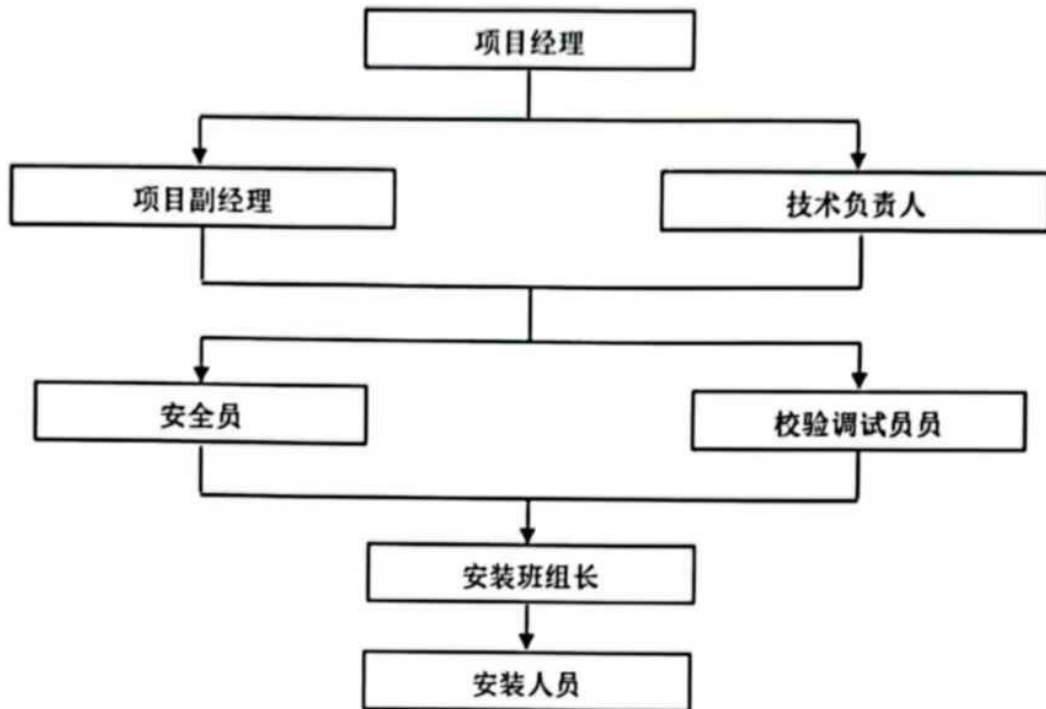 项目经理
项目副经理
技术负责人
安全员
校验调试员员
安装班组长
安装人员